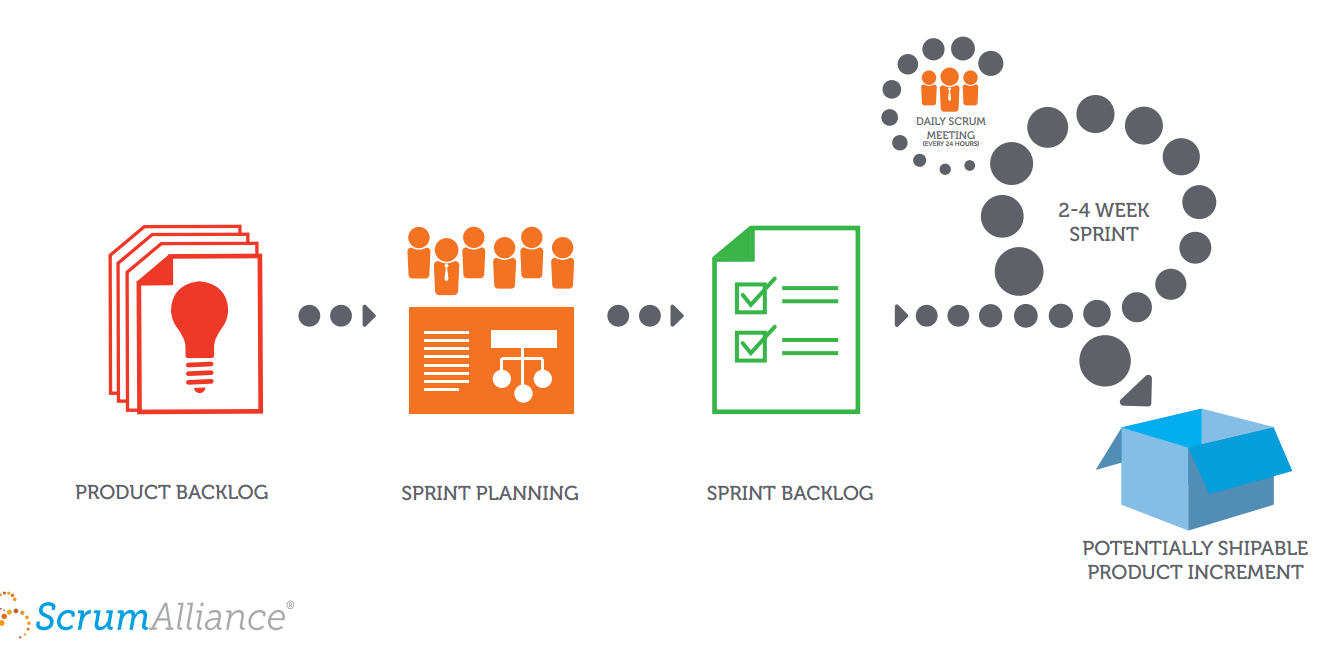 DAILY SCRUM
MEETING
(EVERY 24 HOURS)
2-4 WEEK
SPRINT
PRODUCT BACKLOG
SPRINT PLANNING
SPRINT BACKLOG
POTENTIALLY SHIPABLE
PRODUCT INCREMENT
ScrumAlliance®